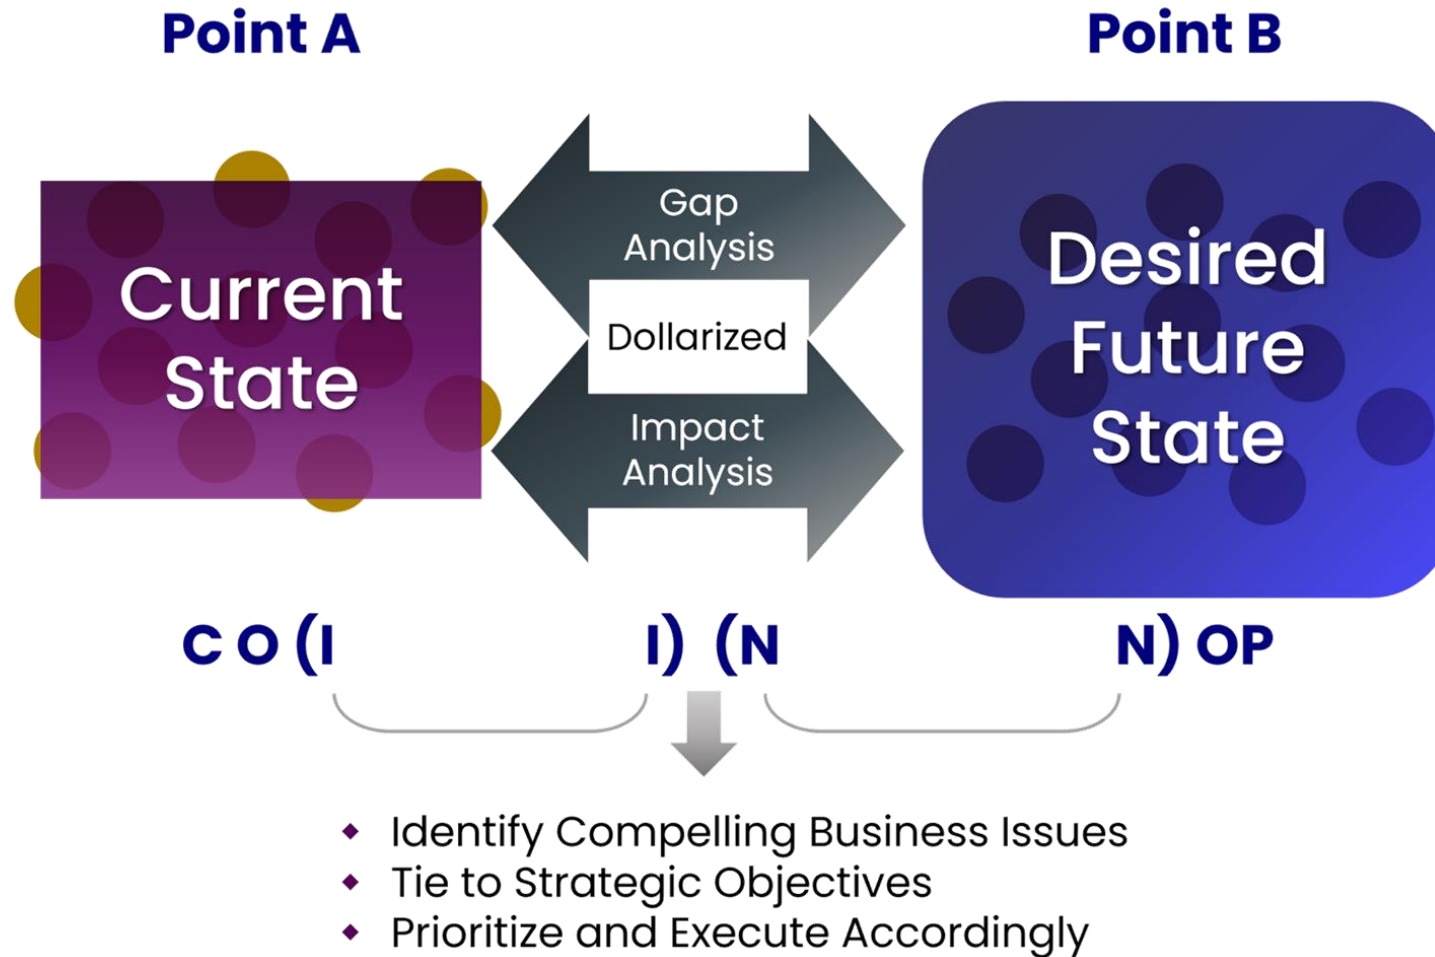 Point A
Point B
Current
State
Gap
Analysis
Dollarized
Impact
Analysis
Desired
Future
State
C O (I
I) (N
N) OP
Identify Compelling Business Issues
Tie to Strategic Objectives
Prioritize and Execute Accordingly